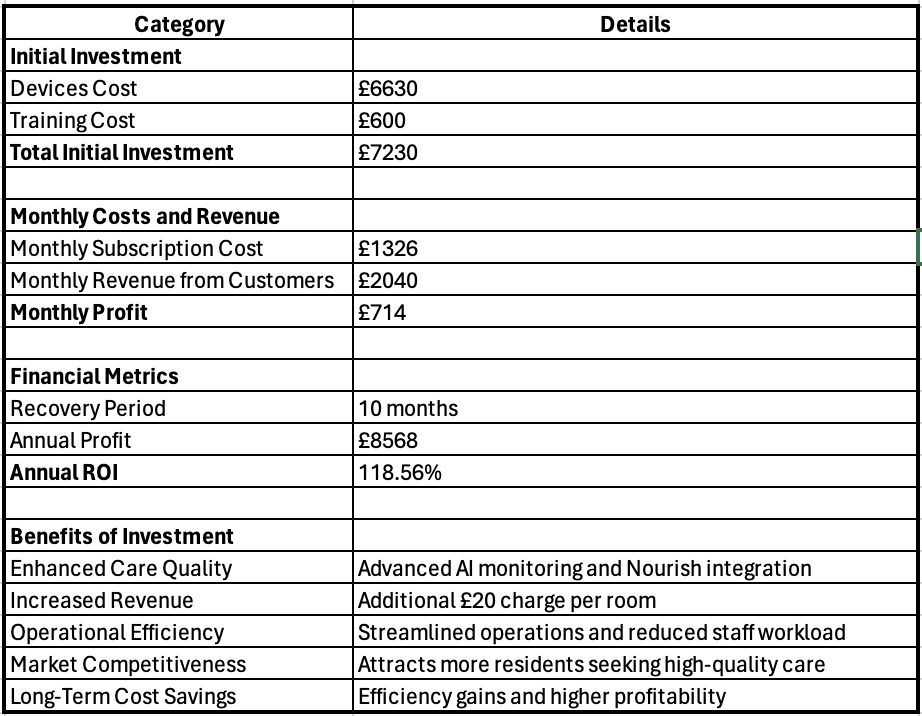 Category Details
Initial Investment
Devices Cost £6630
Training Cost £600
Total Initial Investment £7230
Monthly Costs and Revenue
Monthly Subscription Cost £1326
Monthly Revenue from Customers £2040
Monthly Profit £714
Financial Metrics
Recovery Period 10 months
Annual Profit £8568
Annual ROI 118.56%
Benefits of Investment
Enhanced Care Quality Advanced AI monitoring and Nourish integration
Increased Revenue Additional £20 charge per room
Operational Efficiency Streamlined operations and reduced staff workload
Market Competitiveness Attracts more residents seeking high-quality care
Long-Term Cost Savings Efficiency gains and higher profitability